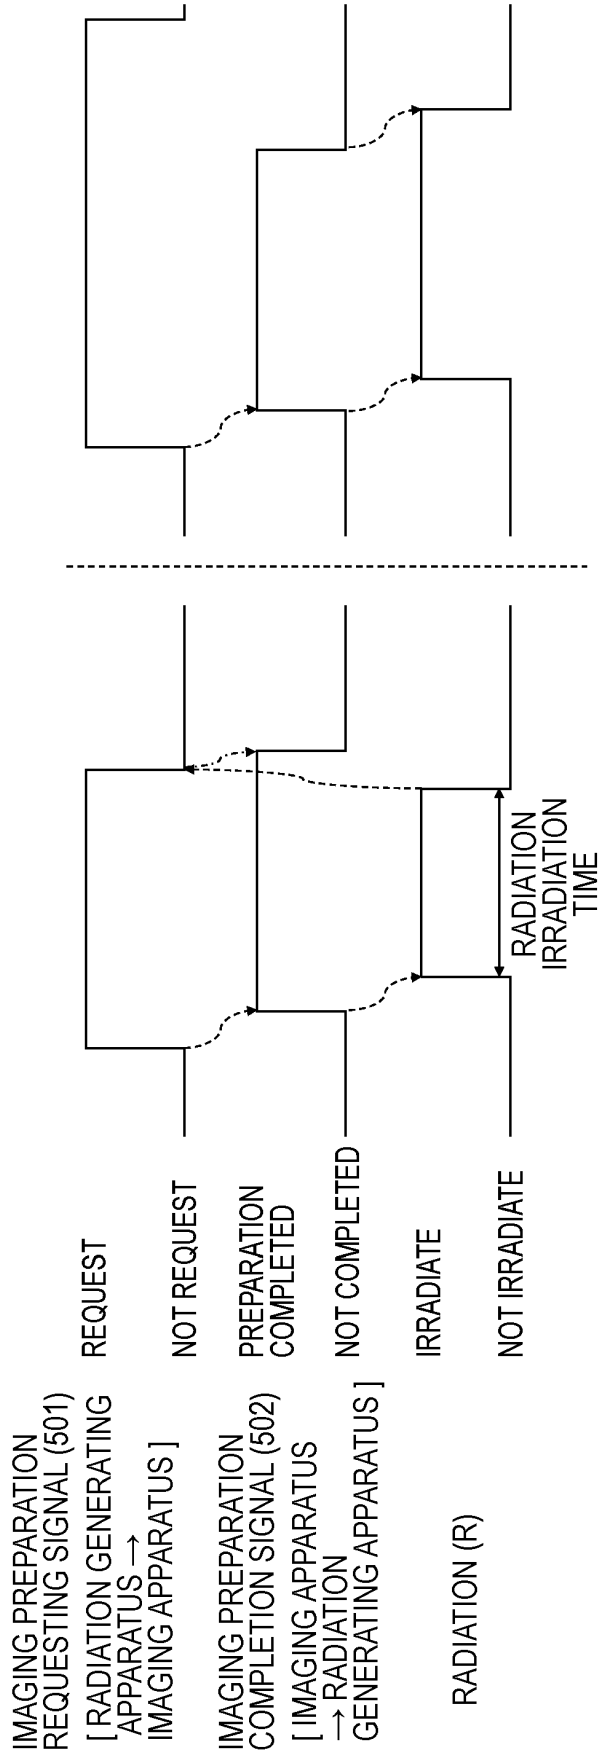 IMAGING PREPARATION
REQUESTING SIGNAL (501)
[ RADIATION GENERATING
APPARATUS →
IMAGING APPARATUS ]
REQUEST
NOT REQUEST
IMAGING PREPARATION
COMPLETION SIGNAL (502)
[ IMAGING APPARATUS
→ RADIATION
GENERATING APPARATUS ]
PREPARATION
COMPLETED
NOT COMPLETED
RADIATION (R)
IRRADIATE
NOT IRRADIATE
RADIATION
IRRADIATION
TIME